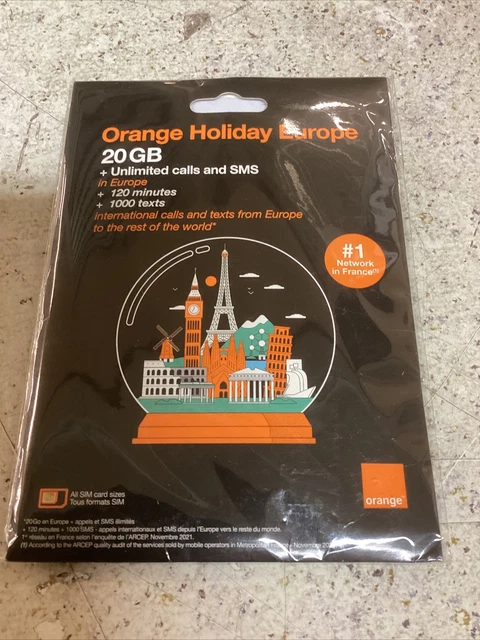 Orange Holiday Europe
20GB
+ Unlimited calls and SMS
in Europe
+ 120 minutes
+ 1000 texts
international calls and texts from Europe
to the rest of the world*
#1
Network
in France(1)
All SIM card sizes
Tous formats SIM
orange
*20Go en Europe + appels et SMS illimités
+ 120 minutes + 1000 SMS - appels internationaux et SMS depuis l'Europe vers le reste du monde.
1er réseau en France selon l'enquête de l'ARCEP, Novembre 2021.
(1) According to the ARCEP quality audit of the services sold by mobile operators in Metropolitan